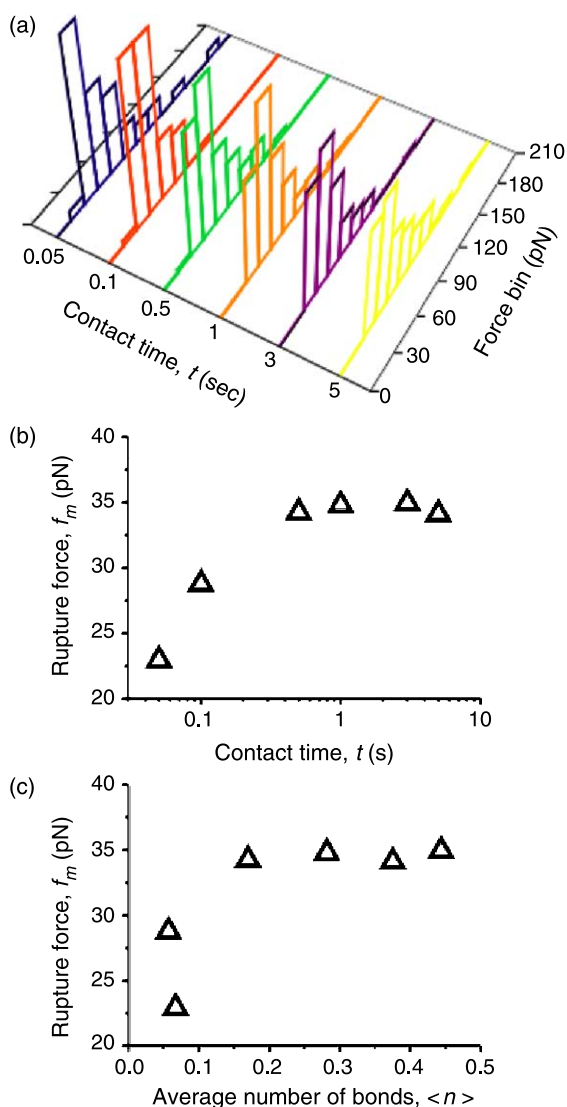 (a)
210
180
150
120
90
60
30
0
Force bin (pN)
0.05
0.1
0.5
1
3
5
Contact time, t (sec)
(b)
40
35
30
25
20
Rupture force, f_m (pN)
0.1 1 10
Contact time, t (s)
(c)
40
35
30
25
20
Rupture force, f_m (pN)
0.0 0.1 0.2 0.3 0.4 0.5
Average number of bonds, <n>